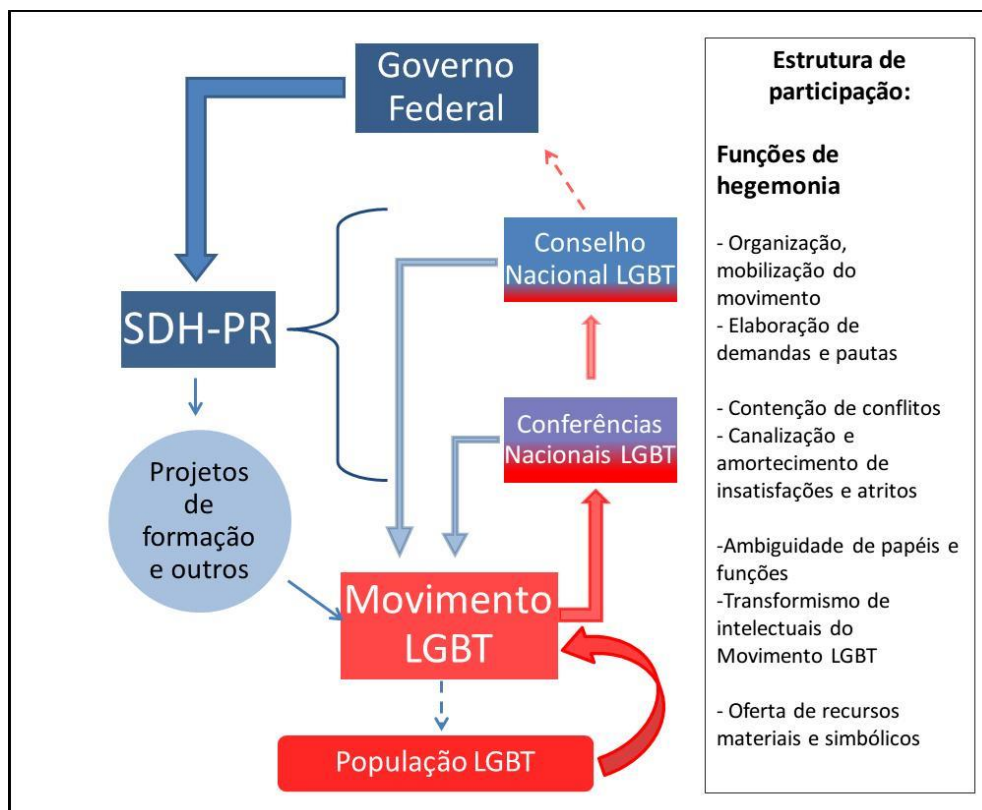 Governo
Federal
SDH-PR
Conselho
Nacional LGBT
Conferências
Nacionais LGBT
Projetos
de
formação
e outros
Movimento
LGBT
População LGBT
Estrutura de
participação:
Funções de
hegemonia
- Organização,
mobilização do
movimento
- Elaboração de
demandas e pautas
- Contenção de conflitos
- Canalização e
amortecimento de
insatisfações e atritos
-Ambiguidade de papéis e
funções
-Transformismo de
intelectuais do
Movimento LGBT
- Oferta de recursos
materiais e simbólicos